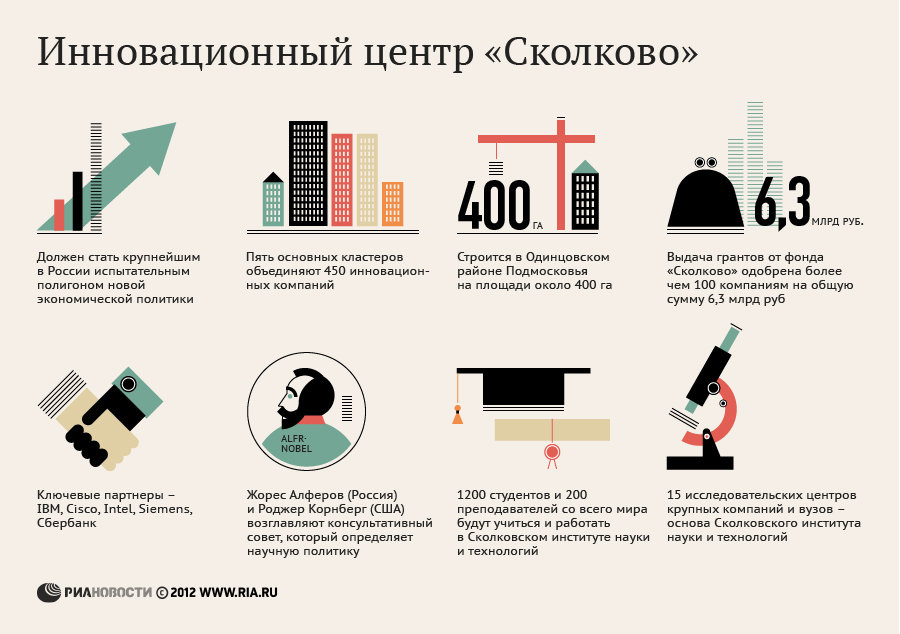 Инновационный центр «Сколково»
Должен стать крупнейшим
в России испытательным
полигоном новой
экономической политики
Пять основных кластеров
объединяют 450 инновацион-
ных компаний
400 ГА
Строится в Одинцовском
районе Подмосковья
на площади около 400 га
6,3 МЛРД РУБ.
Выдача грантов от фонда
«Сколково» одобрена более
чем 100 компаниям на общую
сумму 6,3 млрд руб
Ключевые партнеры –
IBM, Cisco, Intel, Siemens,
Сбербанк
ALFR·
NOBEL
Жорес Алферов (Россия)
и Роджер Корнберг (США)
возглавляют консультативный
совет, который определяет
научную политику
1200 студентов и 200
преподавателей со всего мира
будут учиться и работать
в Сколковском институте науки
и технологий
15 исследовательских центров
крупных компаний и вузов –
основа Сколковского института
науки и технологий
РИАНОВОСТИ © 2012 WWW.RIA.RU